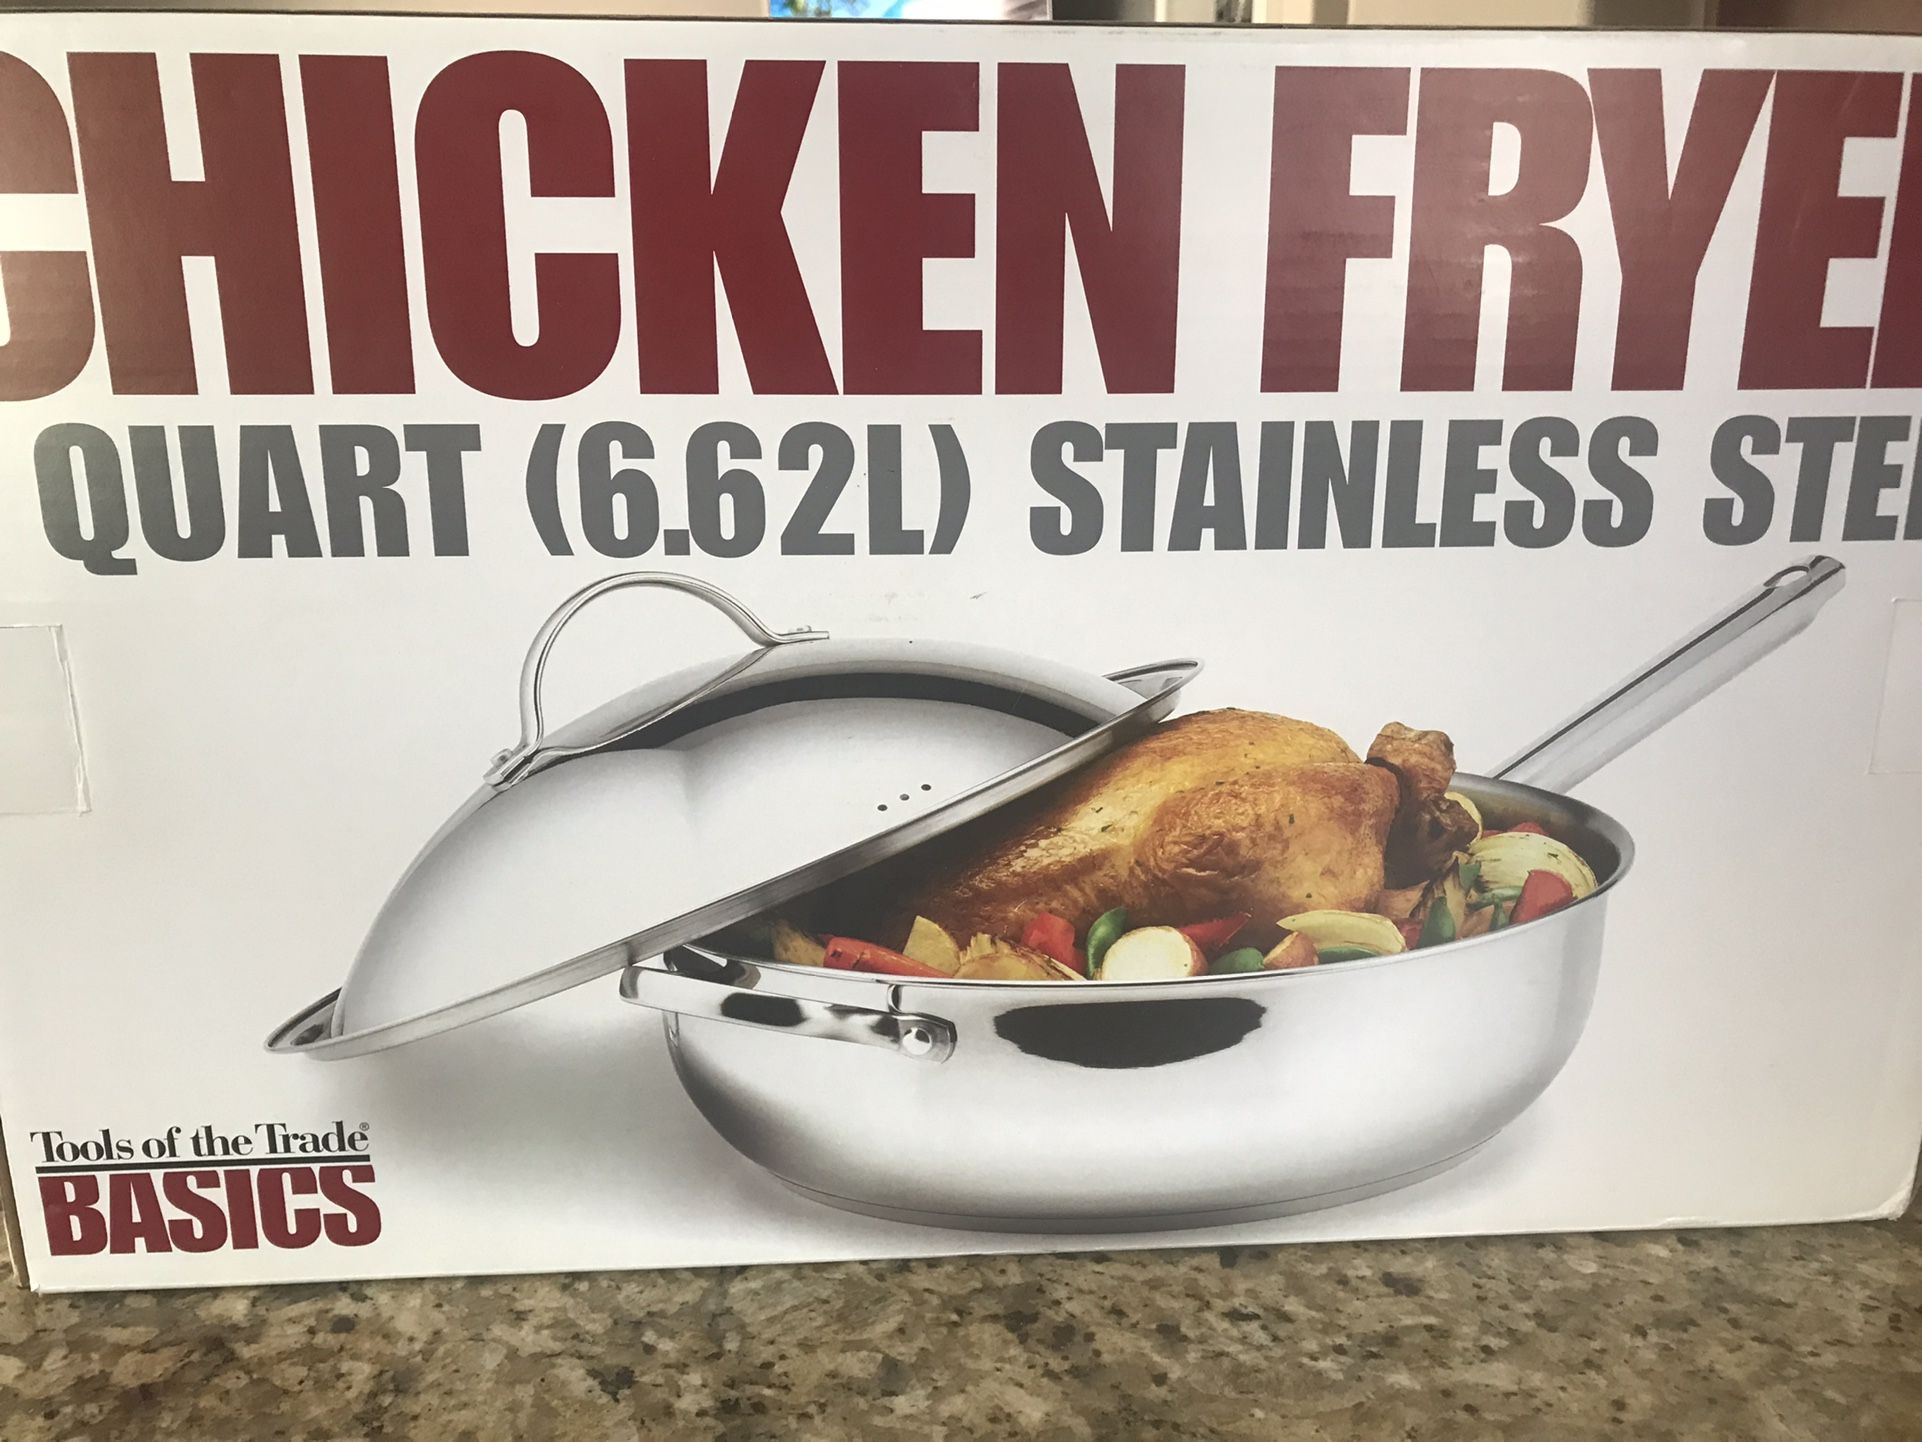 CHICKEN FRYE
QUART (6.62L) STAINLESS STE
Tools of the Trade®
BASICS